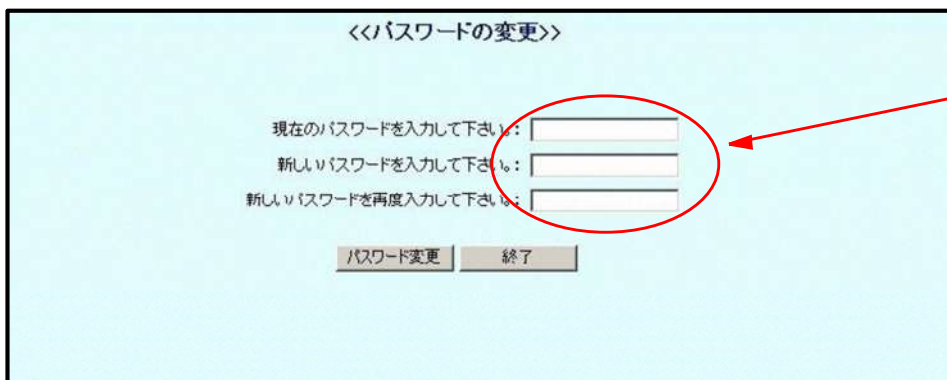 <<パスワードの変更>>
現在のパスワードを入力して下さい。:
新しいパスワードを入力して下さい。:
新しいパスワードを再度入力して下さい。:
パスワード変更 終了